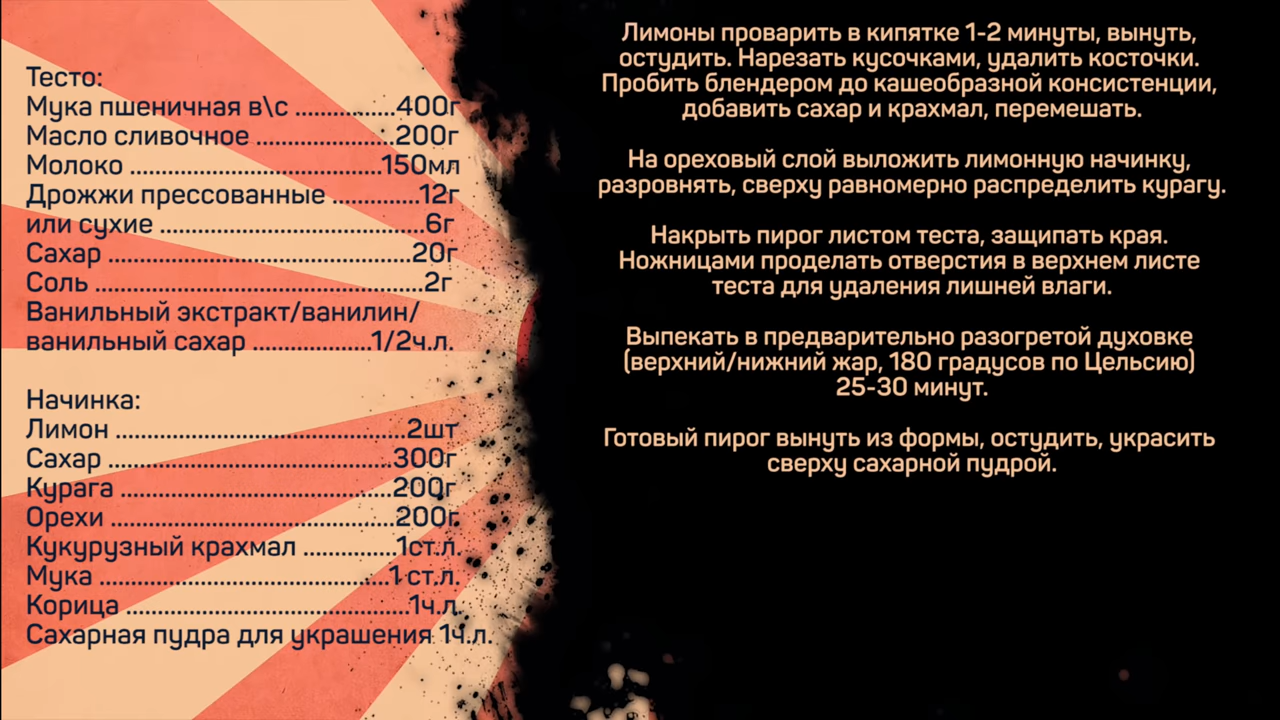 Тесто:
Мука пшеничная в\с .............400г
Масло сливочное ..................200г
Молоко .................................150мл
Дрожжи прессованные ...........12г
или сухие ..................................6г
Сахар .......................................20г
Соль ..........................................2г
Ванильный экстракт/ванилин/
ванильный сахар ...............1/2ч.л.
Начинка:
Лимон ......................................2шт
Сахар .....................................300г
Курага ...................................200г
Орехи .....................................200г.
Кукурузный крахмал ............1ст.л.
Мука ......................................1 ст.л.
Корица .....................................1ч.л.
Сахарная пудра для украшения 1ч.л.
Лимоны проварить в кипятке 1-2 минуты, вынуть,
остудить. Нарезать кусочками, удалить косточки.
Пробить блендером до кашеобразной консистенции,
добавить сахар и крахмал, перемешать.
На ореховый слой выложить лимонную начинку,
разровнять, сверху равномерно распределить курагу.
Накрыть пирог листом теста, защипать края.
Ножницами проделать отверстия в верхнем листе
теста для удаления лишней влаги.
Выпекать в предварительно разогретой духовке
(верхний/нижний жар, 180 градусов по Цельсию)
25-30 минут.
Готовый пирог вынуть из формы, остудить, украсить
сверху сахарной пудрой.